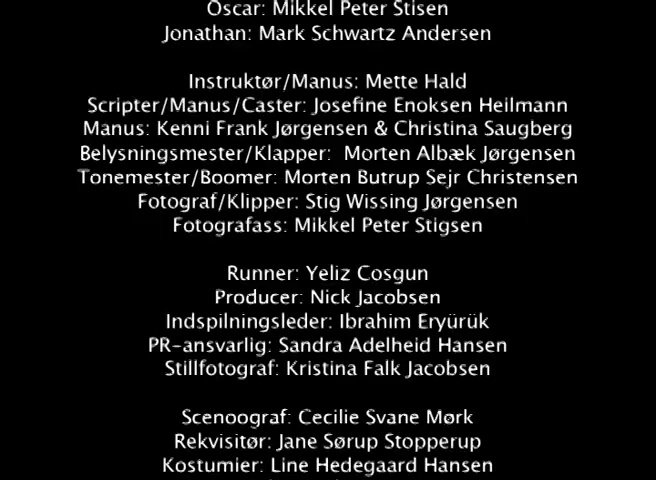 Oscar: Mikkel Peter Stisen
Jonathan: Mark Schwartz Andersen
Instruktør/Manus: Mette Hald
Scripter/Manus/Caster: Josefine Enoksen Heilmann
Manus: Kenni Frank Jørgensen & Christina Saugberg
Belysningsmester/Klapper: Morten Albæk Jørgensen
Tonemester/Boomer: Morten Butrup Sejr Christensen
Fotograf/Klipper: Stig Wissing Jørgensen
Fotografass: Mikkel Peter Stigsen
Runner: Yeliz Cosgun
Producer: Nick Jacobsen
Indspilningsleder: Ibrahim Eryürük
PR-ansvarlig: Sandra Adelheid Hansen
Stillfotograf: Kristina Falk Jacobsen
Scenoograf: Cecilie Svane Mørk
Rekvisitør: Jane Sørup Stopperup
Kostumier: Line Hedegaard Hansen